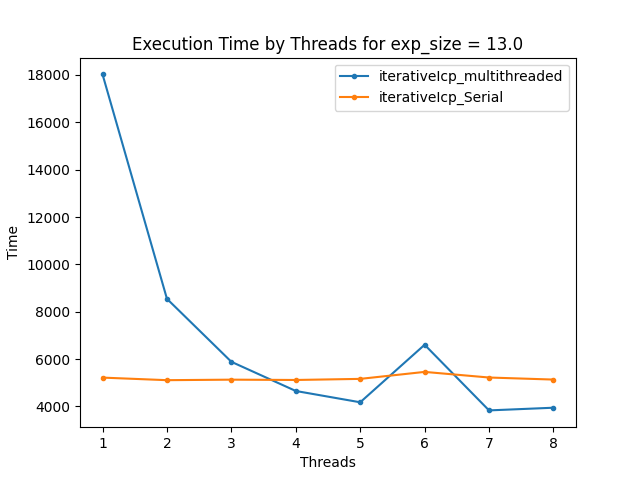 Execution Time by Threads for exp_size = 13.0
iterativeIcp_multithreaded
iterativeIcp_Serial
Time
18000
16000
14000
12000
10000
8000
6000
4000
1 2 3 4 5 6 7 8
Threads